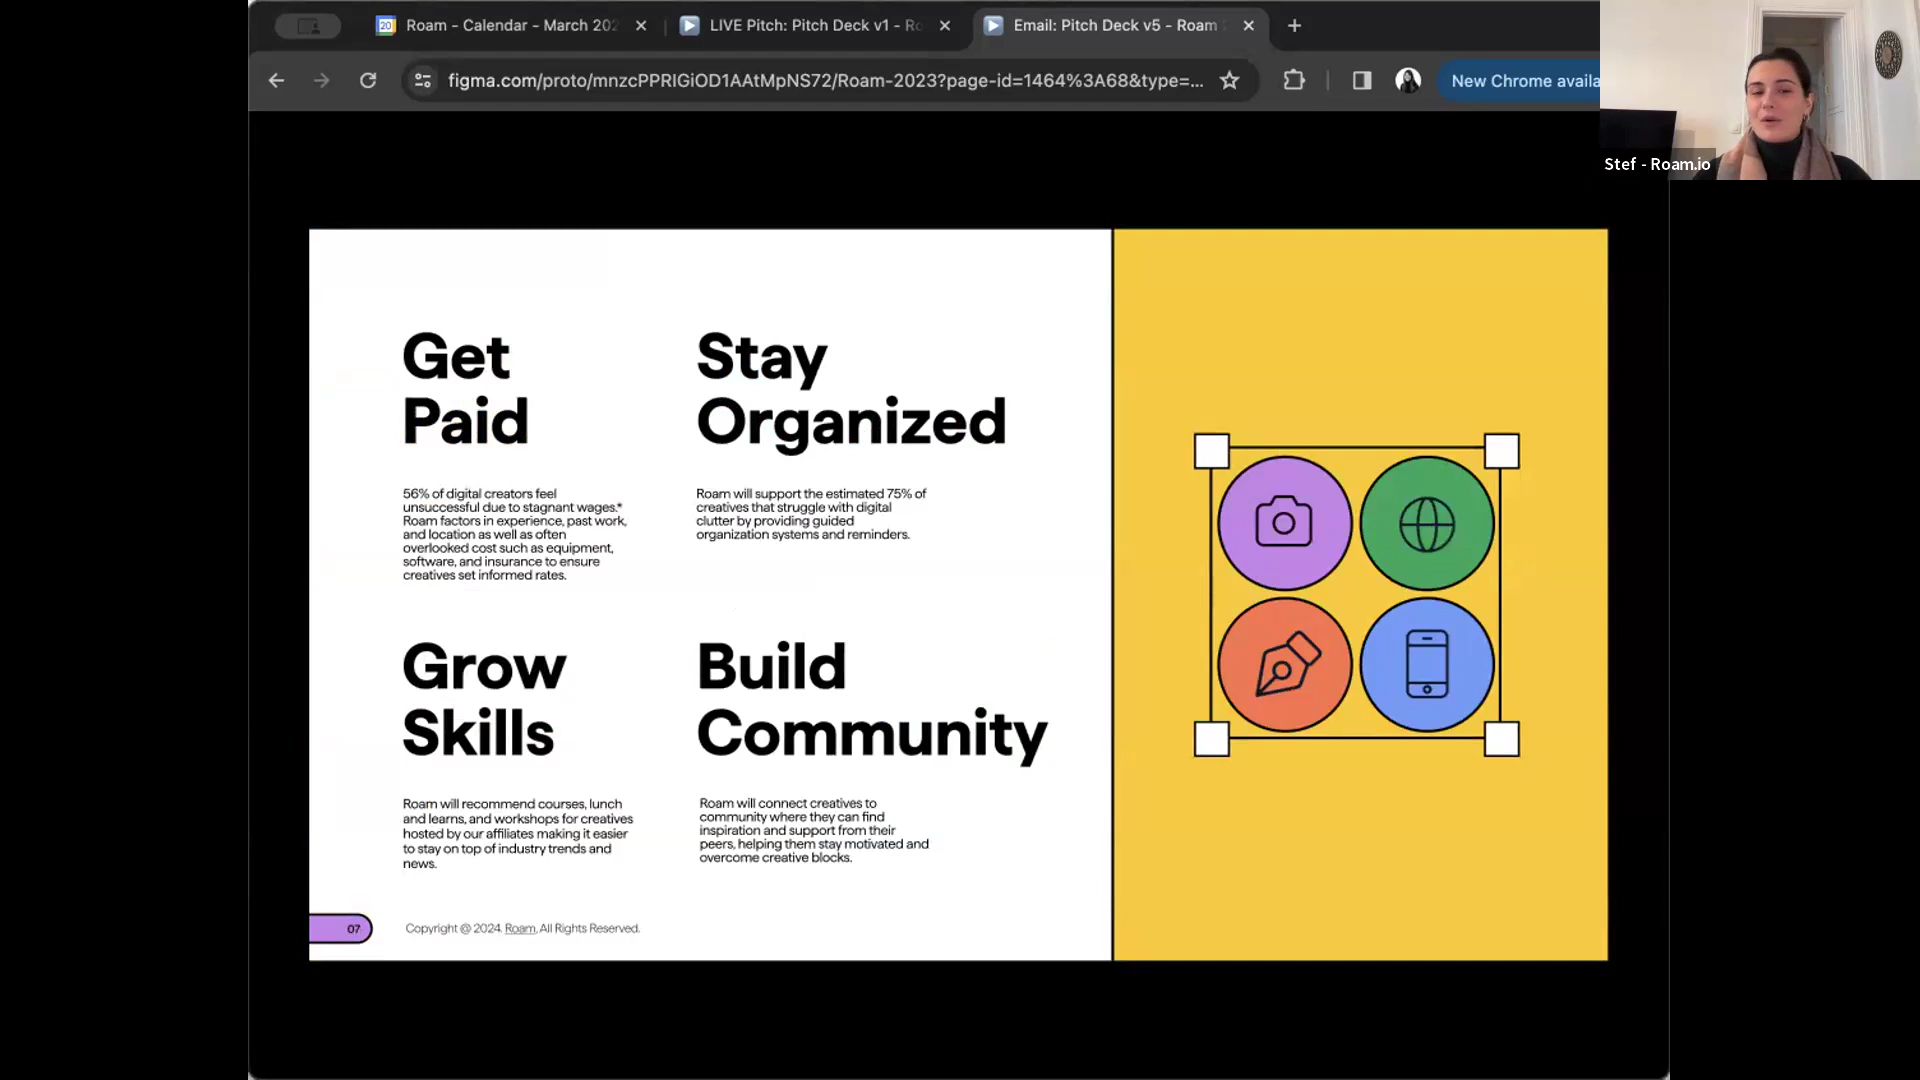 20
Roam - Calendar - March 202
LIVE Pitch: Pitch Deck v1 - Ro
Email: Pitch Deck v5 - Roam
figma.com/proto/mnzcPPRIGiOD1AAtMpNS72/Roam-2023?page-id=1464%3A68&type=...
New Chrome availa
Stef - Roam.io
Get
Paid
56% of digital creators feel
unsuccessful due to stagnant wages.*
Roam factors in experience, past work,
and location as well as often
overlooked cost such as equipment,
software, and insurance to ensure
creatives set informed rates.
Stay
Organized
Roam will support the estimated 75% of
creatives that struggle with digital
clutter by providing guided
organization systems and reminders.
Grow
Skills
Roam will recommend courses, lunch
and learns, and workshops for creatives
hosted by our affiliates making it easier
to stay on top of industry trends and
news.
Build
Community
Roam will connect creatives to
community where they can find
inspiration and support from their
peers, helping them stay motivated and
overcome creative blocks.
07
Copyright @ 2024. Roam, All Rights Reserved.